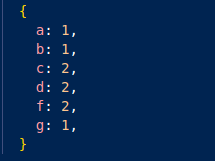 {
  a: 1,
  b: 1,
  c: 2,
  d: 2,
  f: 2,
  g: 1,
}